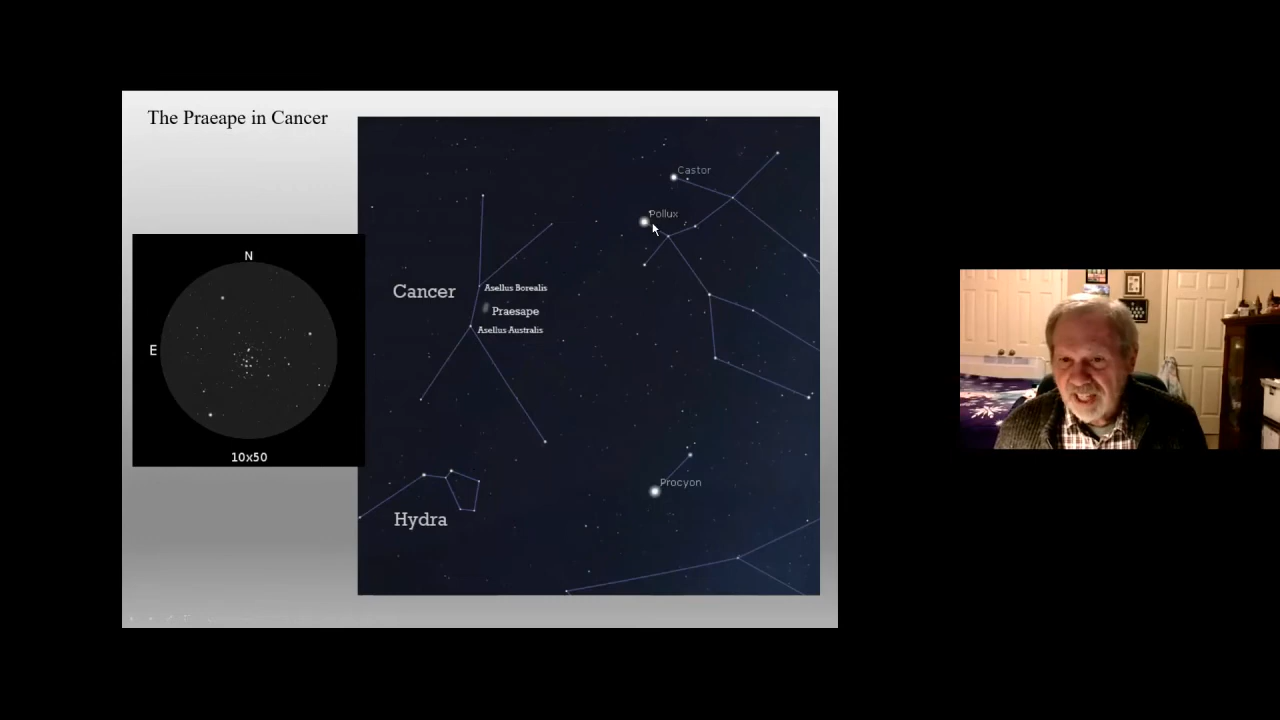 The Praeape in Cancer
Castor
Pollux
N
Asellus Borealis
Cancer
Praesape
Asellus Australis
E
10x50
Procyon
Hydra